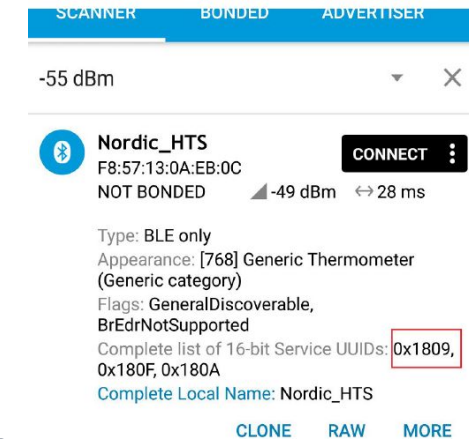 SCANNER BONDED ADVERTISER
-55 dBm
Nordic_HTS
F8:57:13:0A:EB:0C
CONNECT
NOT BONDED -49 dBm 28 ms
Type: BLE only
Appearance: [768] Generic Thermometer
(Generic category)
Flags: GeneralDiscoverable,
BrEdrNotSupported
Complete list of 16-bit Service UUIDs: 0x1809,
0x180F, 0x180A
Complete Local Name: Nordic_HTS
CLONE RAW MORE